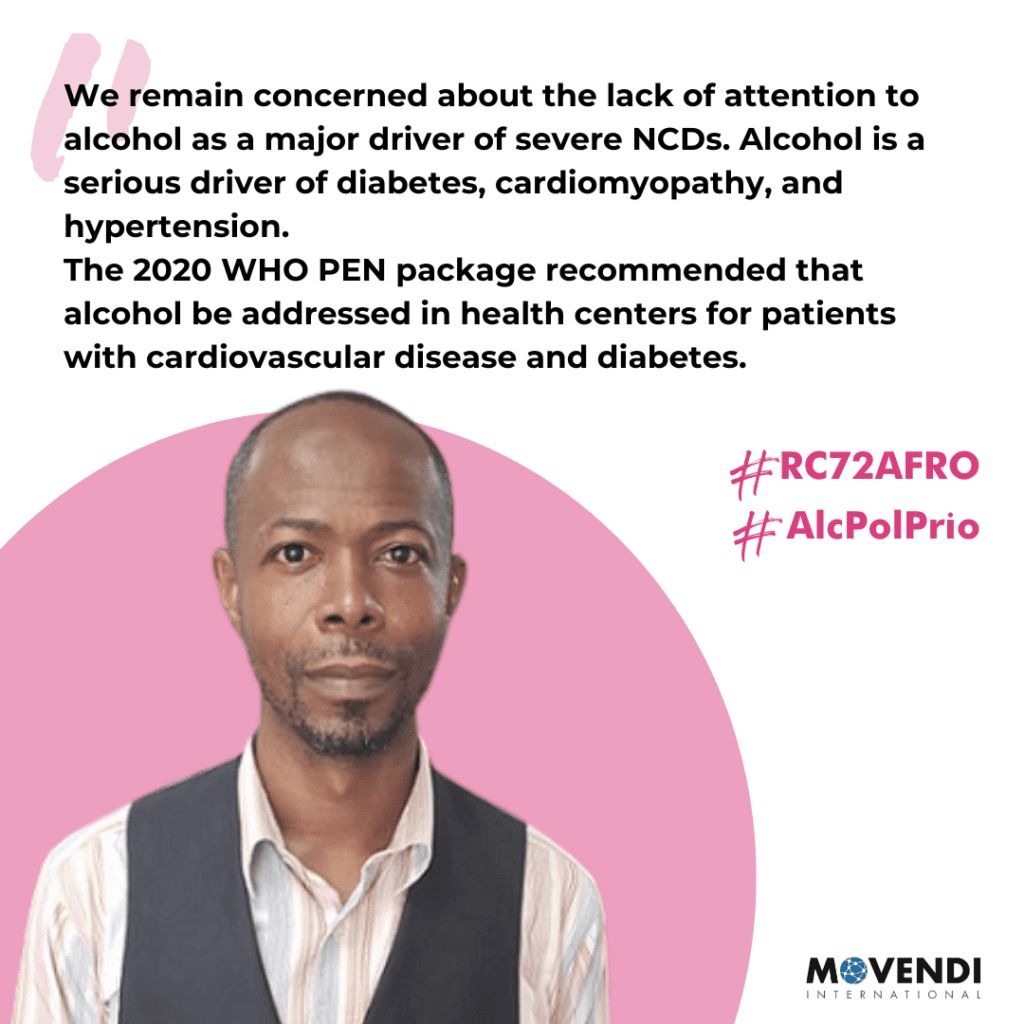 We remain concerned about the lack of attention to
alcohol as a major driver of severe NCDs. Alcohol is a
serious driver of diabetes, cardiomyopathy, and
hypertension.
The 2020 WHO PEN package recommended that
alcohol be addressed in health centers for patients
with cardiovascular disease and diabetes.
#RC72AFRO
#AlcPolPrio
MOVENDI
INTERNATIONAL